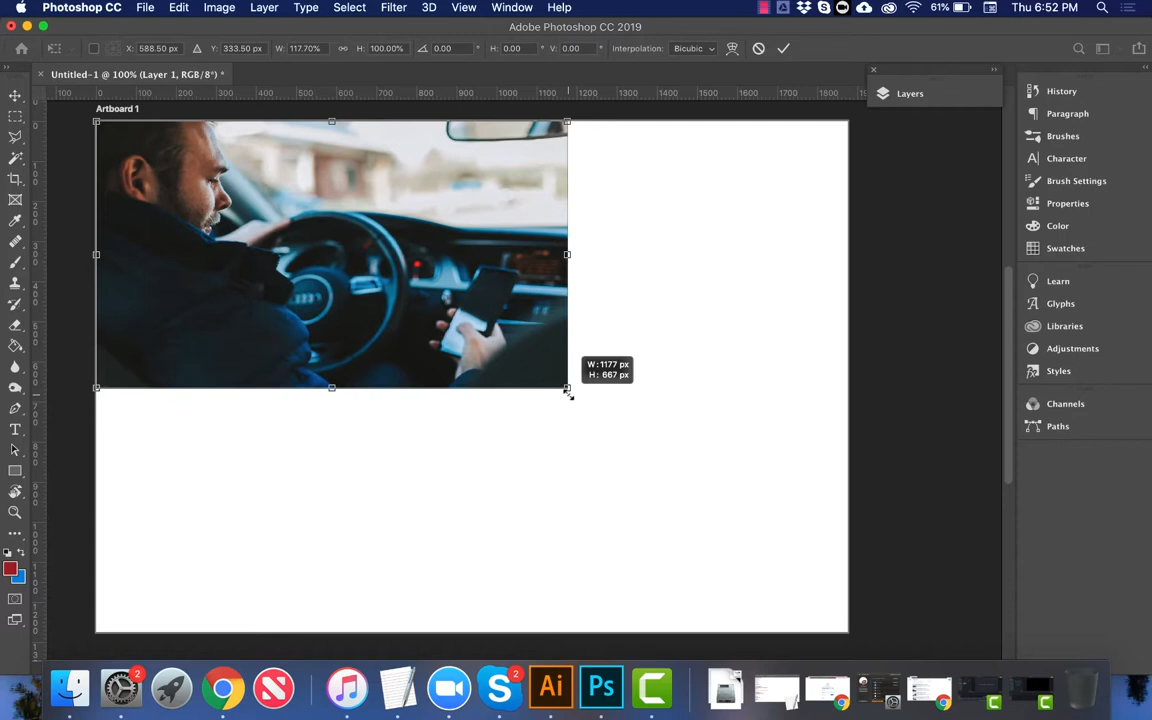 Photoshop CC File Edit Image Layer Type Select Filter 3D View Window Help 61% Thu 6:52 PM
Adobe Photoshop CC 2019
X: 588.50 px Y: 333.50 px W: 117.70% H: 100.00% 0.00 ° H: 0.00 ° V: 0.00 ° Interpolation: Bicubic
Untitled-1 @ 100% (Layer 1, RGB/8*) *
100 0 100 200 300 400 500 600 700 800 900 1000 1100 1200 1300 1400 1500 1600 1700 1800
Artboard 1
Layers
History
Paragraph
Brushes
Character
Brush Settings
Properties
Color
Swatches
Learn
Glyphs
Libraries
Adjustments
Styles
Channels
Paths
W: 1177 px
H: 667 px
2
2
Ai
Ps